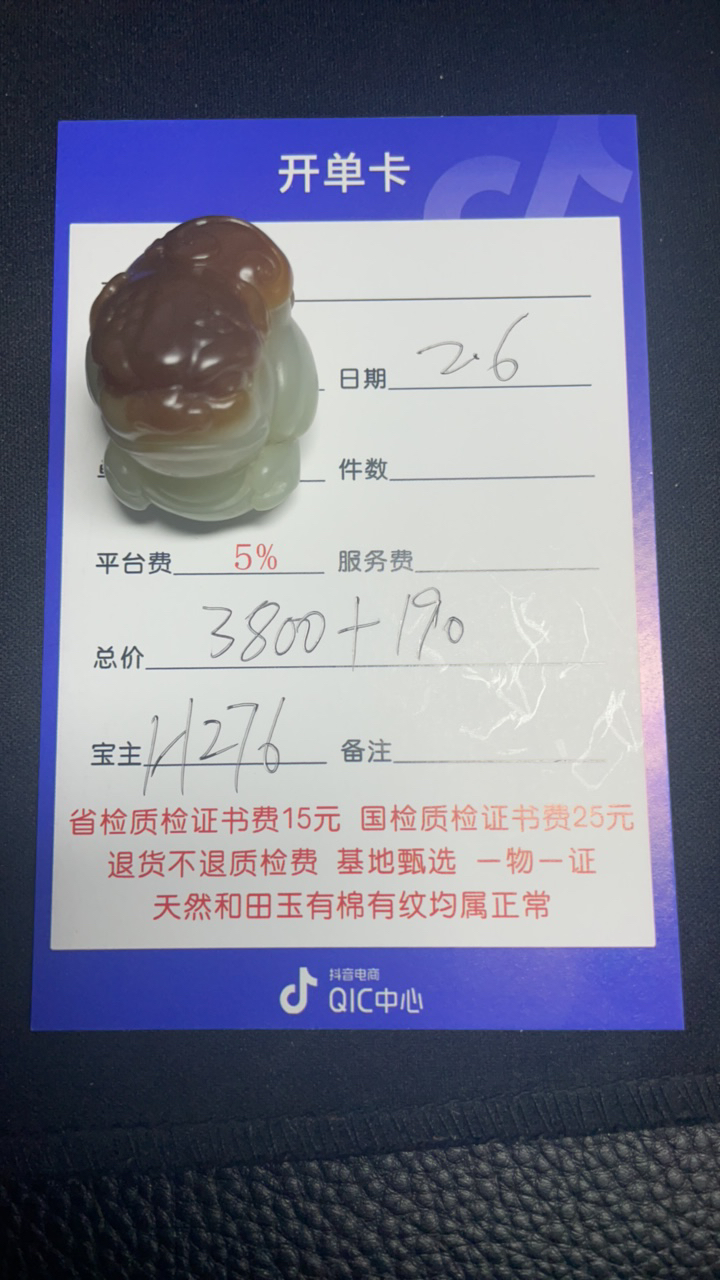 开单卡
日期 2.6
件数
平台费 5% 服务费
总价 3800+190
宝主 H276 备注
省检质检证书费15元 国检质检证书费25元
退货不退质检费 基地甄选 一物一证
天然和田玉有棉有纹均属正常
抖音电商
QIC中心